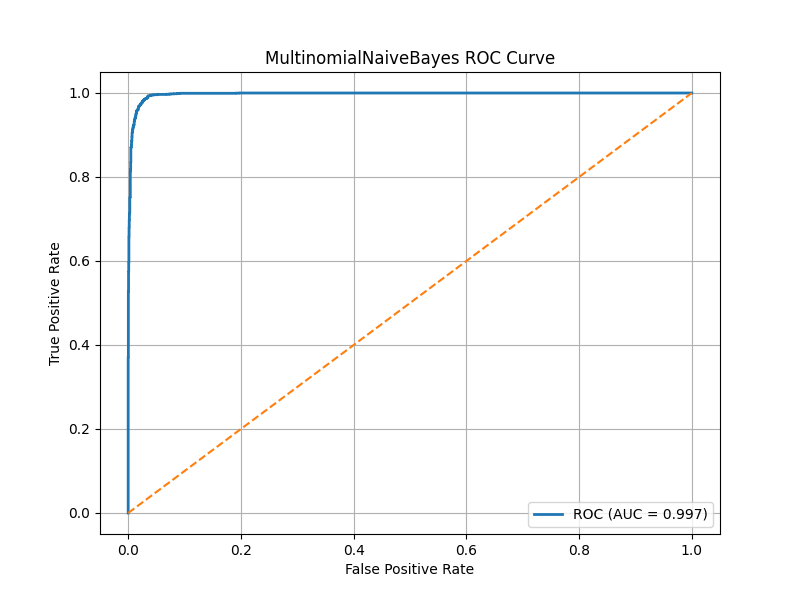 MultinomialNaiveBayes ROC Curve
1.0
0.8
0.6
0.4
0.2
0.0
True Positive Rate
ROC (AUC = 0.997)
0.0 0.2 0.4 0.6 0.8 1.0
False Positive Rate